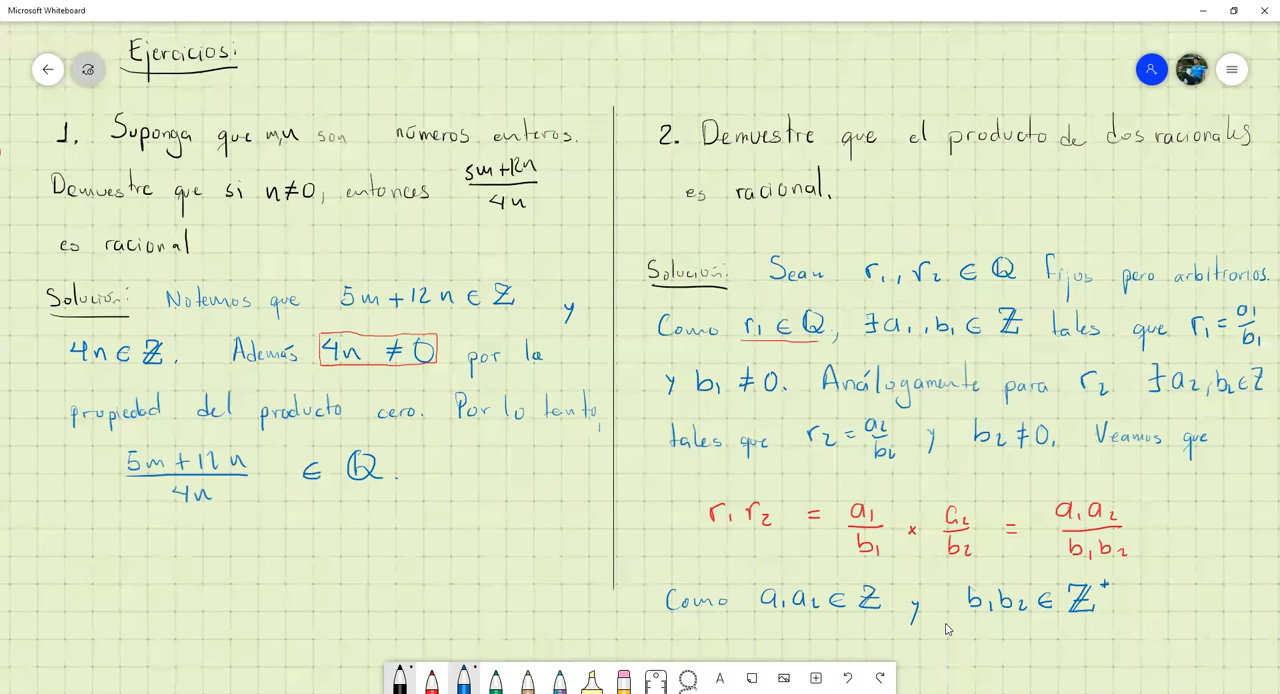 Microsoft Whiteboard
Ejercicios:
1. Suponga que m,n son números enteros.
Demuestre que si n≠0, entonces (5m+12n)/4n
es racional
Solución: Notemos que 5m+12n ∈ ℤ y
4n ∈ ℤ. Además 4n ≠ 0 por la
propiedad del producto cero. Por lo tanto,
(5m+12n)/4n ∈ ℚ.
2. Demuestre que el producto de dos racionales
es racional.
Solución: Sean r₁, r₂ ∈ ℚ fijos pero arbitrarios.
Como r₁ ∈ ℚ, ∃ a₁, b₁ ∈ ℤ tales que r₁ = a₁/b₁
y b₁ ≠ 0. Análogamente para r₂ ∃ a₂, b₂ ∈ ℤ
tales que r₂ = a₂/b₂ y b₂ ≠ 0. Veamos que
r₁ r₂ = a₁/b₁ × a₂/b₂ = a₁a₂/b₁b₂
Como a₁a₂ ∈ ℤ y b₁b₂ ∈ ℤ*
A